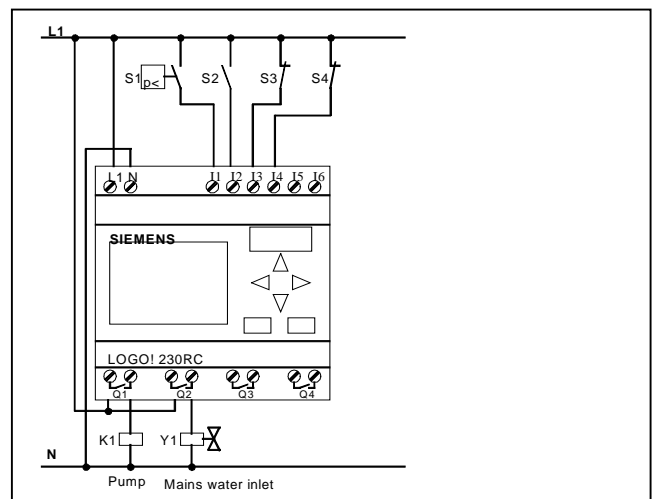 L1
S1 p< S2 S3 S4
L1 N I1 I2 I3 I4 I5 I6
SIEMENS
LOGO! 230RC
Q1 Q2 Q3 Q4
K1 Y1
N
Pump Mains water inlet